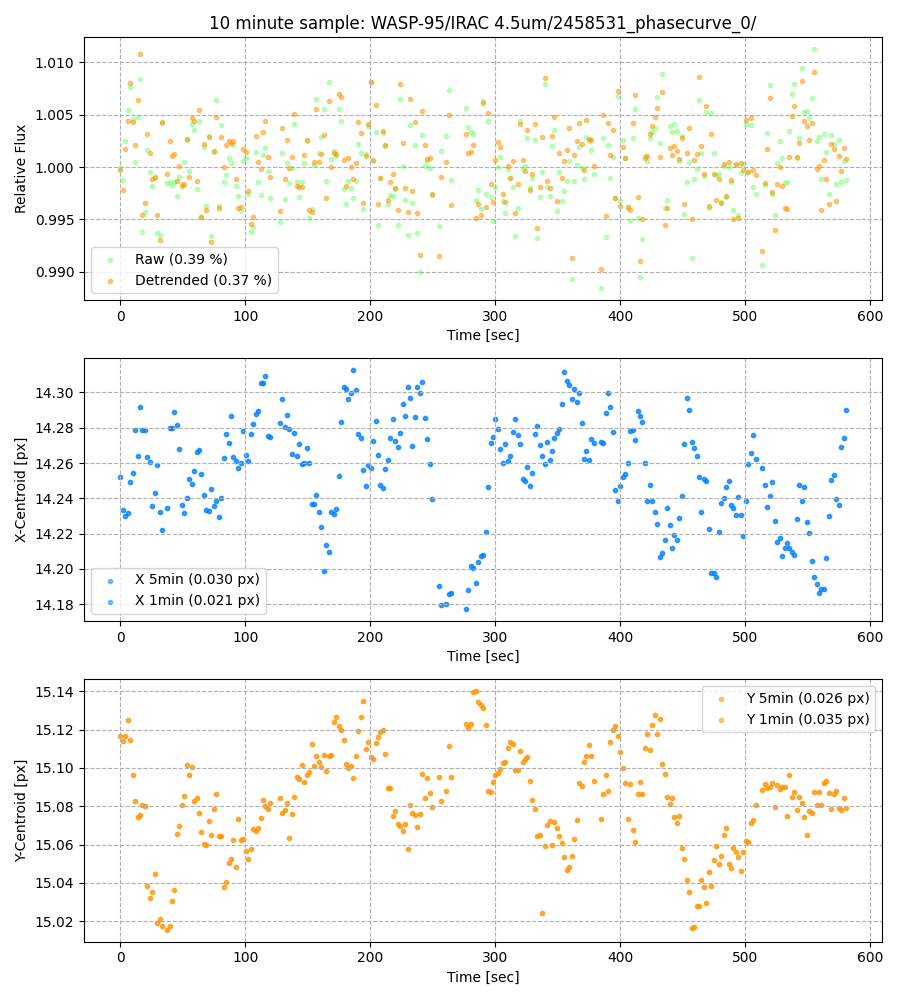 10 minute sample: WASP-95/IRAC 4.5um/2458531_phasecurve_0/
1.010
1.005
1.000
0.995
0.990
Relative Flux
Raw (0.39 %)
Detrended (0.37 %)
0 100 200 300 400 500 600
Time [sec]
14.30
14.28
14.26
14.24
14.22
14.20
14.18
X-Centroid [px]
X 5min (0.030 px)
X 1min (0.021 px)
0 100 200 300 400 500 600
Time [sec]
15.14
15.12
15.10
15.08
15.06
15.04
15.02
Y-Centroid [px]
Y 5min (0.026 px)
Y 1min (0.035 px)
0 100 200 300 400 500 600
Time [sec]